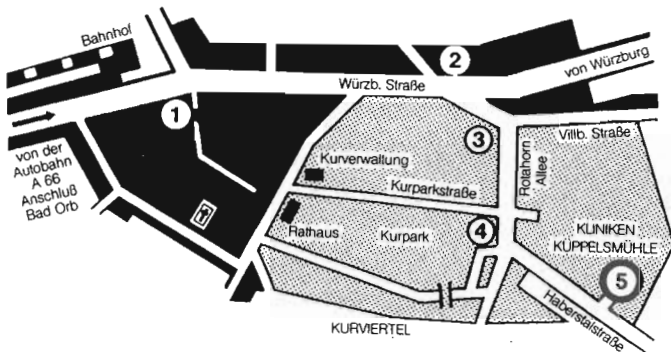 Bahnhof
2
von Würzburg
Würzb. Straße
1
von der
Autobahn
A 66
Anschluß
Bad Orb
3
Villb. Straße
Kurverwaltung
Rotahorn
Allee
Kurparkstraße
Rathaus
Kurpark
4
KLINIKEN
KÜPPELSMÜHLE
5
Haberstalstraße
KURVIERTEL